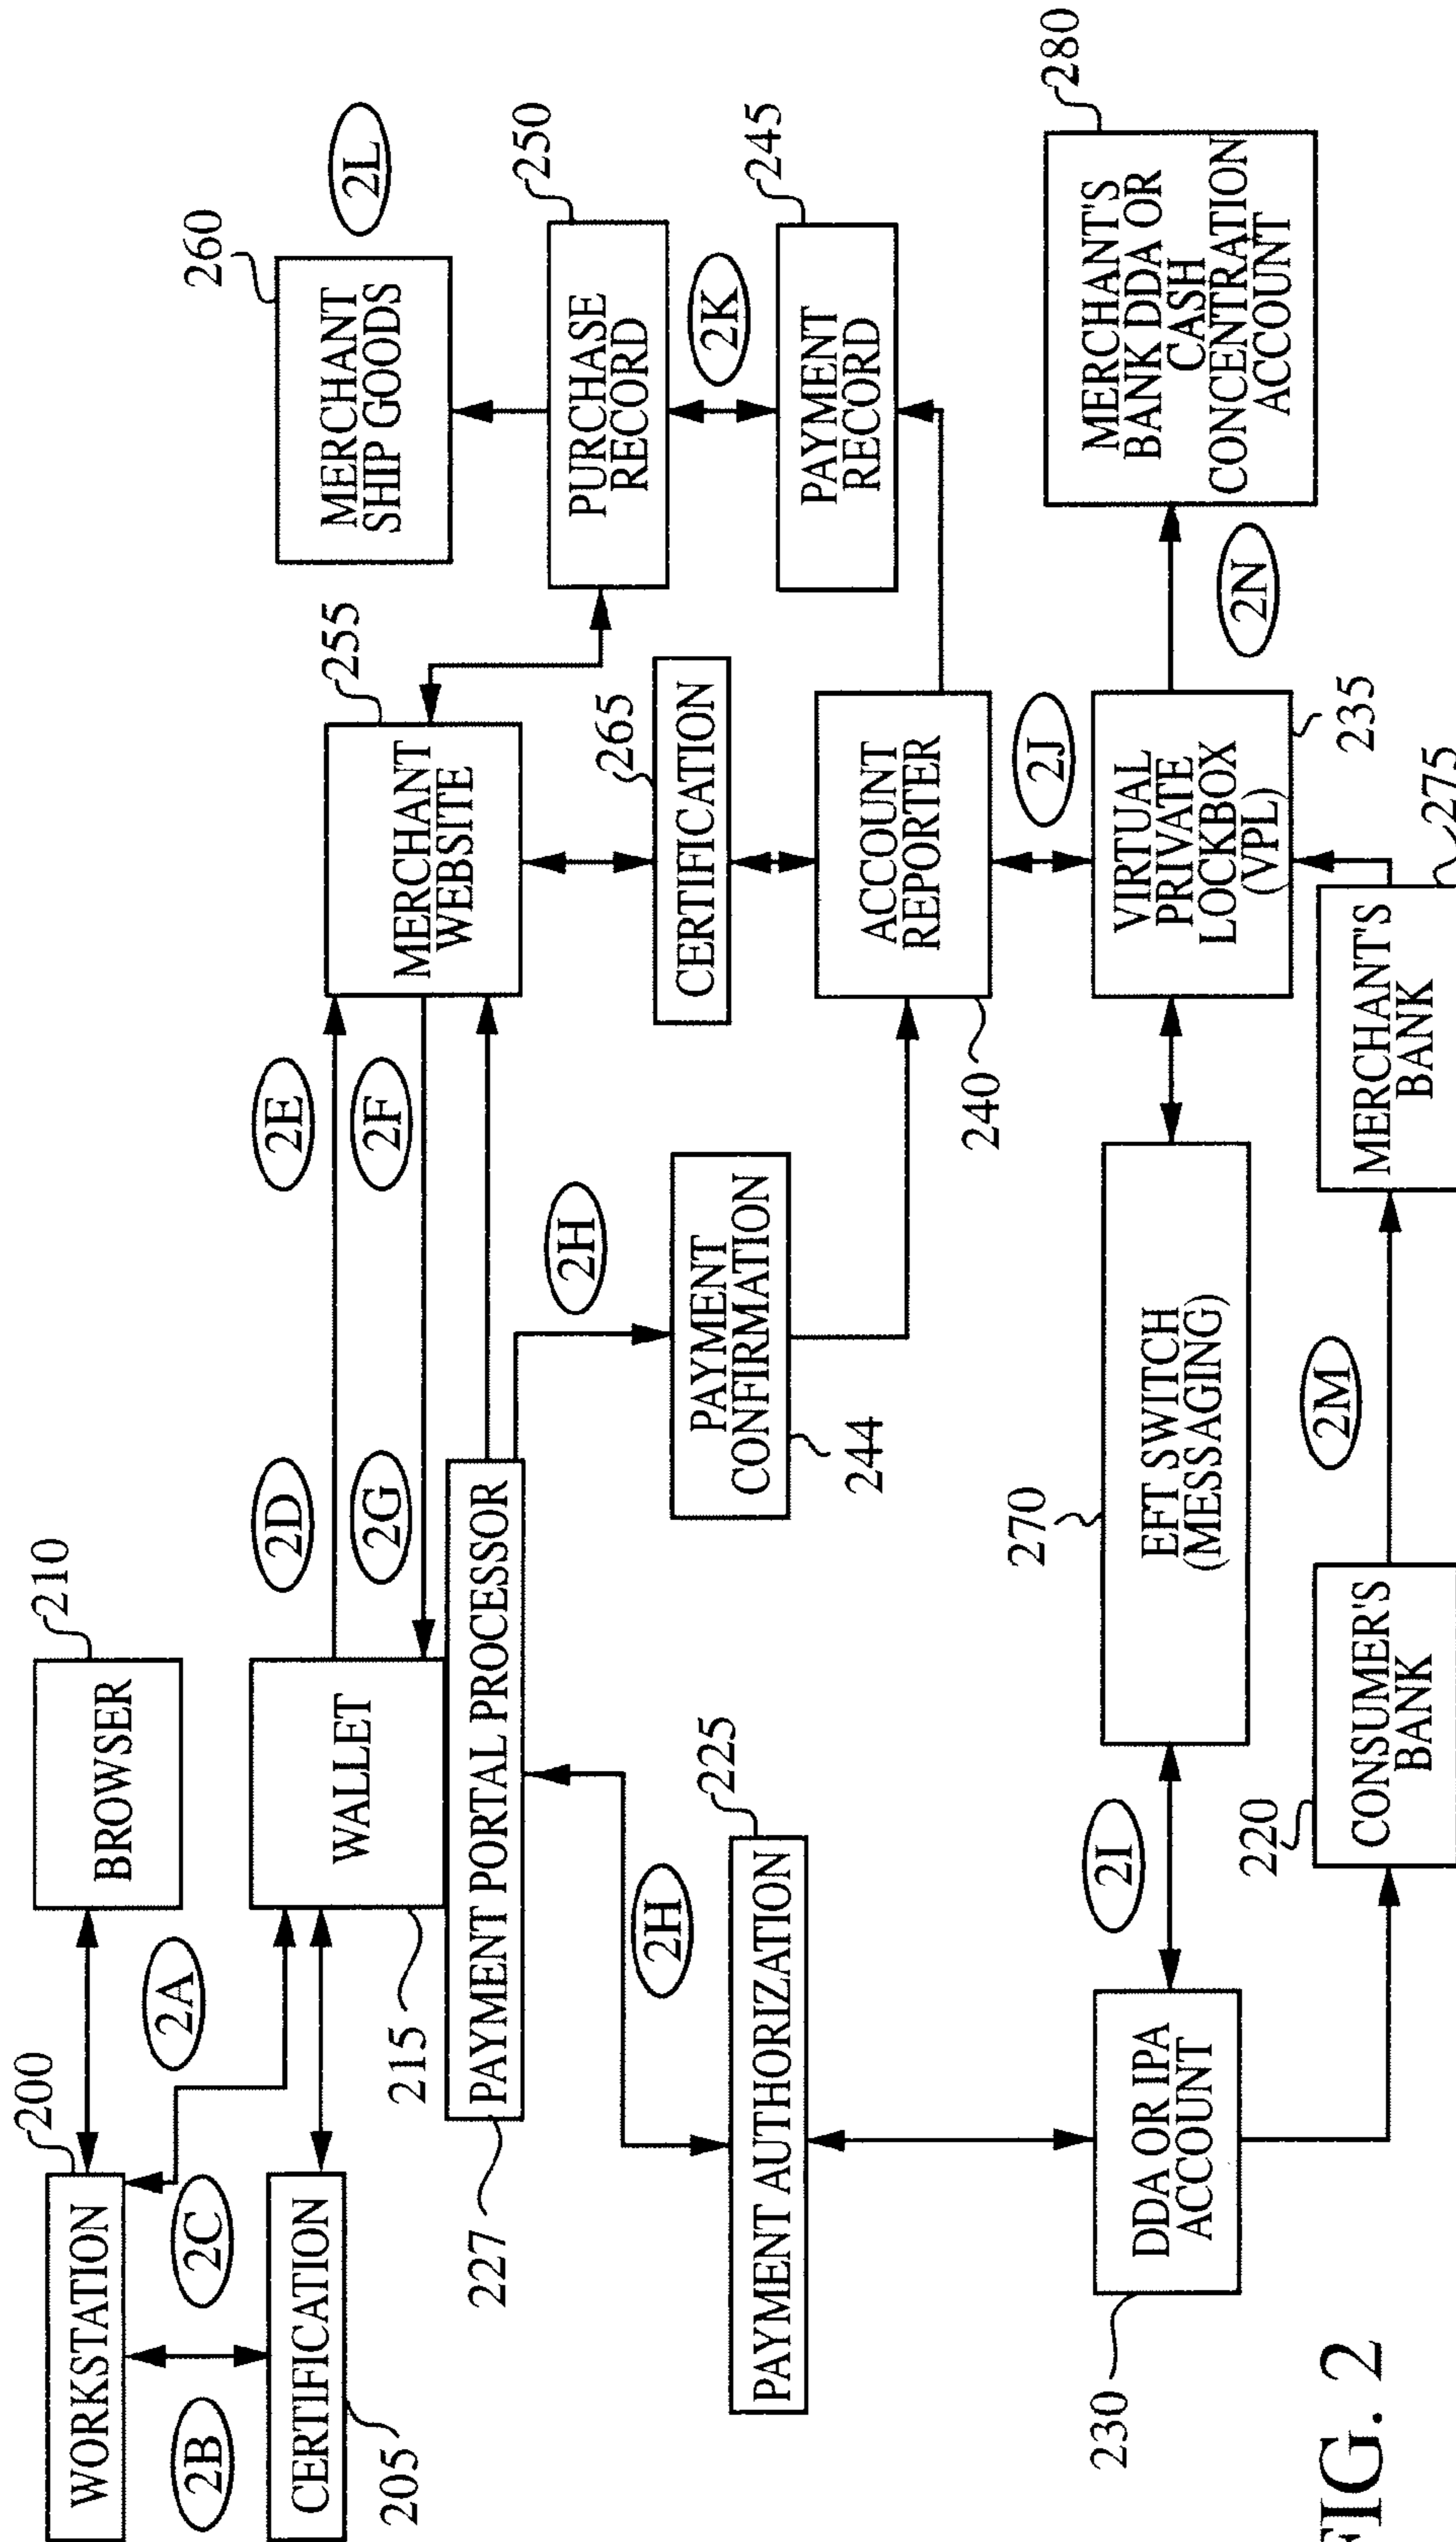 200
210
WORKSTATION
BROWSER
2A
2B
2C
260
2L
CERTIFICATION
205
WALLET
215
2D
2E
MERCHANT
WEBSITE
255
MERCHANT
SHIP GOODS
2G
2F
227
PAYMENT PORTAL PROCESSOR
2H
PURCHASE
RECORD
250
2H
265
CERTIFICATION
2K
PAYMENT AUTHORIZATION
225
PAYMENT
CONFIRMATION
244
PAYMENT
RECORD
245
ACCOUNT
REPORTER
240
2J
230
DDA OR IPA
ACCOUNT
2I
270
EFT SWITCH
(MESSAGING)
VIRTUAL
PRIVATE
LOCKBOX
(VPL)
235
2N
MERCHANT'S
BANK DDA OR
CASH
CONCENTRATION
ACCOUNT
280
220
CONSUMER'S
BANK
2M
MERCHANT'S
BANK
275
FIG. 2